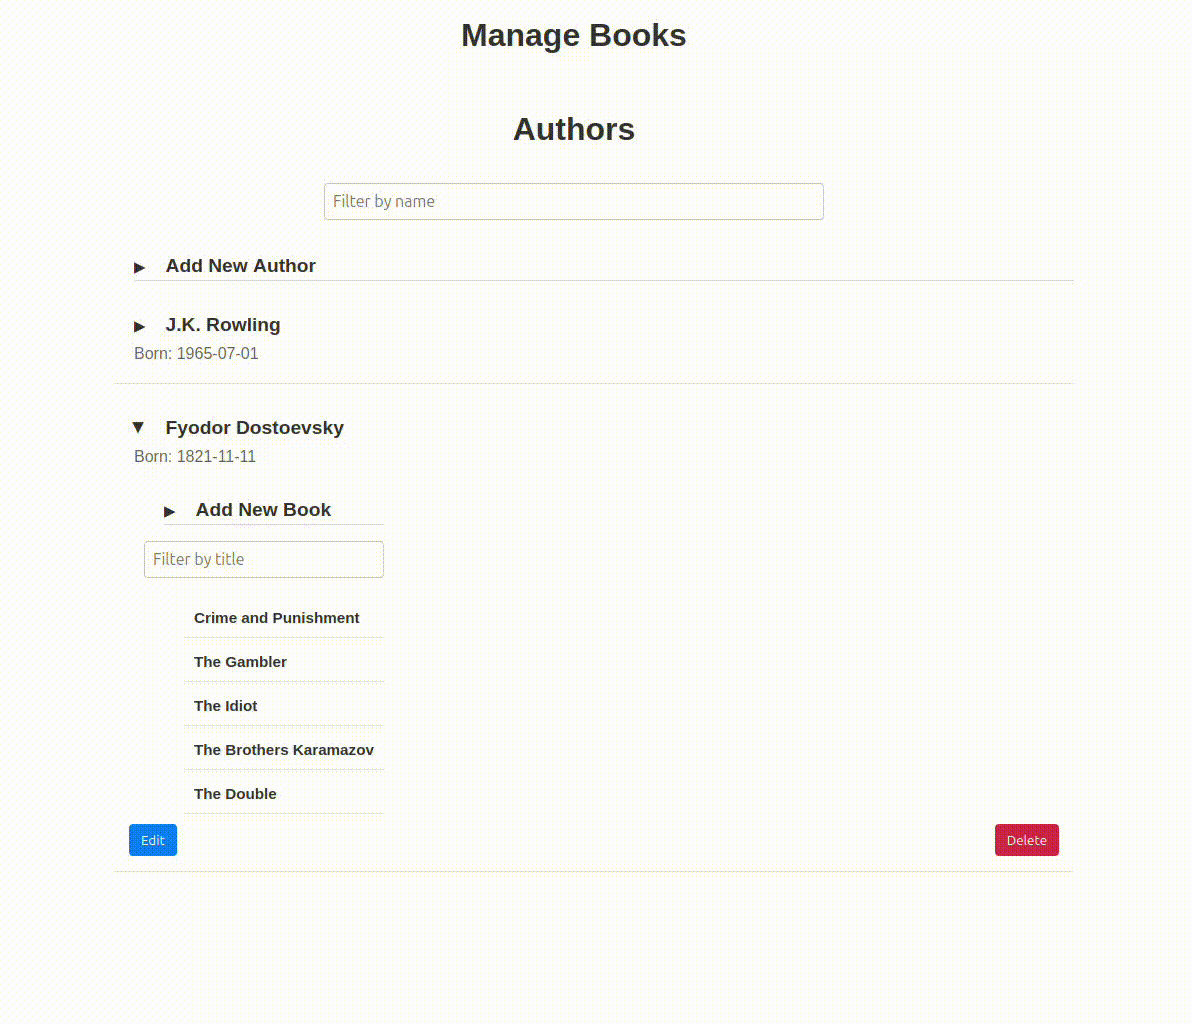 Manage Books
Authors
Filter by name
▶ Add New Author
▶ J.K. Rowling
Born: 1965-07-01
▼ Fyodor Dostoevsky
Born: 1821-11-11
▶ Add New Book
Filter by title
Crime and Punishment
The Gambler
The Idiot
The Brothers Karamazov
The Double
Edit Delete